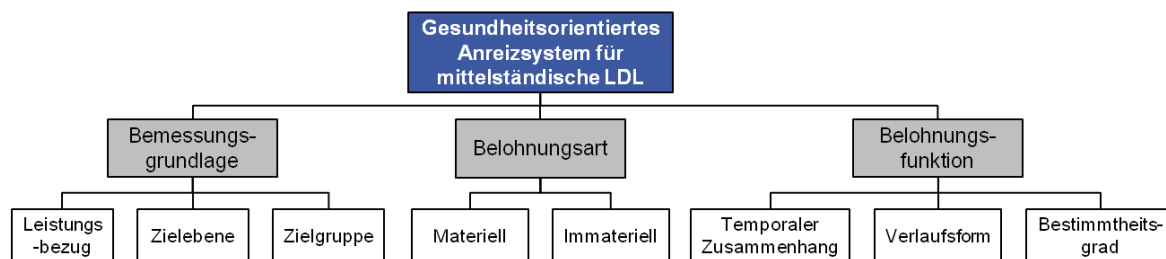 Gesundheitsorientiertes
Anreizsystem für
mittelständische LDL
Bemessungs-
grundlage
Belohnungsart
Belohnungs-
funktion
Leistungs
-bezug
Zielebene
Zielgruppe
Materiell
Immateriell
Temporaler
Zusammenhang
Verlaufsform
Bestimmtheits-
grad